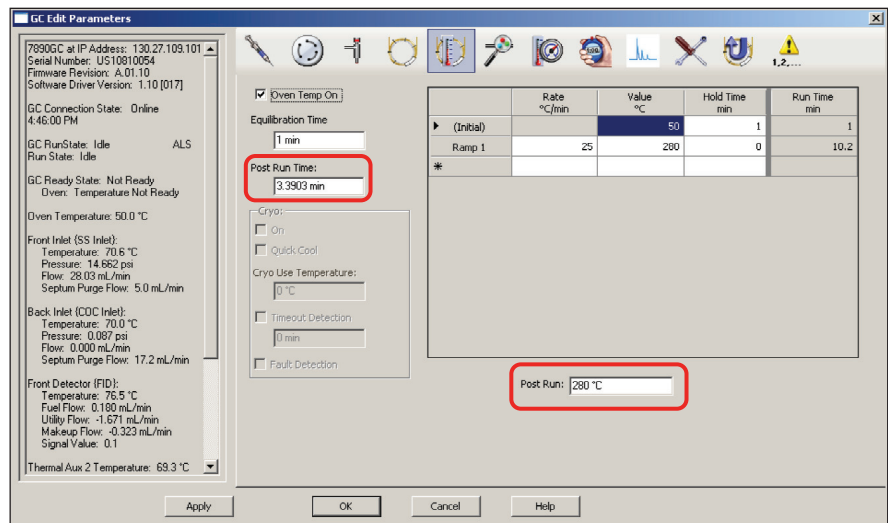 GC Edit Parameters
7890GC at IP Address: 130.27.109.101
Serial Number: US10810054
Firmware Revision: A.01.10
Software Driver Version: 1.10 [017]
GC Connection State: Online
4:46:00 PM
GC RunState: Idle ALS
Run State: Idle
GC Ready State: Not Ready
Oven: Temperature Not Ready
Oven Temperature: 50.0 °C
Front Inlet (SS Inlet):
Temperature: 70.6 °C
Pressure: 14.662 psi
Flow: 28.03 mL/min
Septum Purge Flow: 5.0 mL/min
Back Inlet (COC Inlet):
Temperature: 70.0 °C
Pressure: 0.087 psi
Flow: 0.000 mL/min
Septum Purge Flow: 17.2 mL/min
Front Detector (FID):
Temperature: 76.5 °C
Fuel Flow: 0.180 mL/min
Utility Flow: -1.671 mL/min
Makeup Flow: -0.323 mL/min
Signal Value: 0.1
Thermal Aux 2 Temperature: 69.3 °C
1,2,...
Oven Temp On
Equilibration Time
1 min
Post Run Time:
3.3903 min
Cryo:
On
Quick Cool
Cryo Use Temperature:
0 °C
Timeout Detection
0 min
Fault Detection
Rate Value Hold Time Run Time
°C/min °C min min
(Initial) 50 1 1
Ramp 1 25 280 0 10.2
Post Run: 280 °C
Apply OK Cancel Help